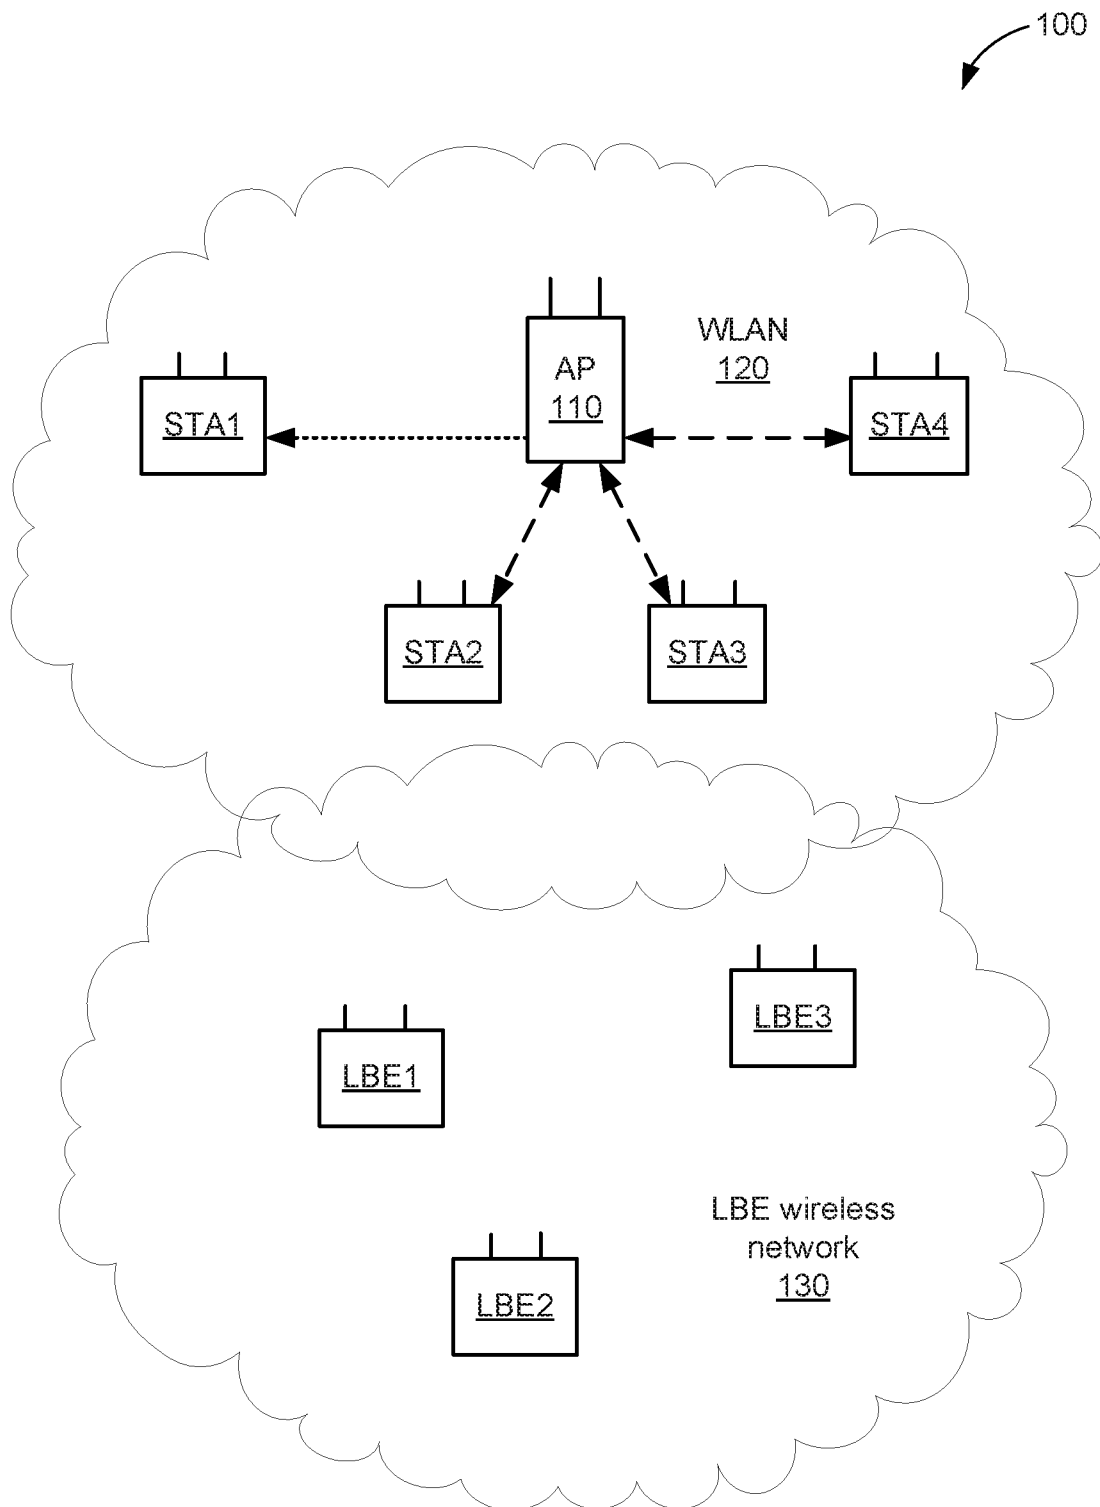 100
WLAN
120
AP
110
STA1
STA4
STA2
STA3
LBE3
LBE1
LBE wireless
network
130
LBE2